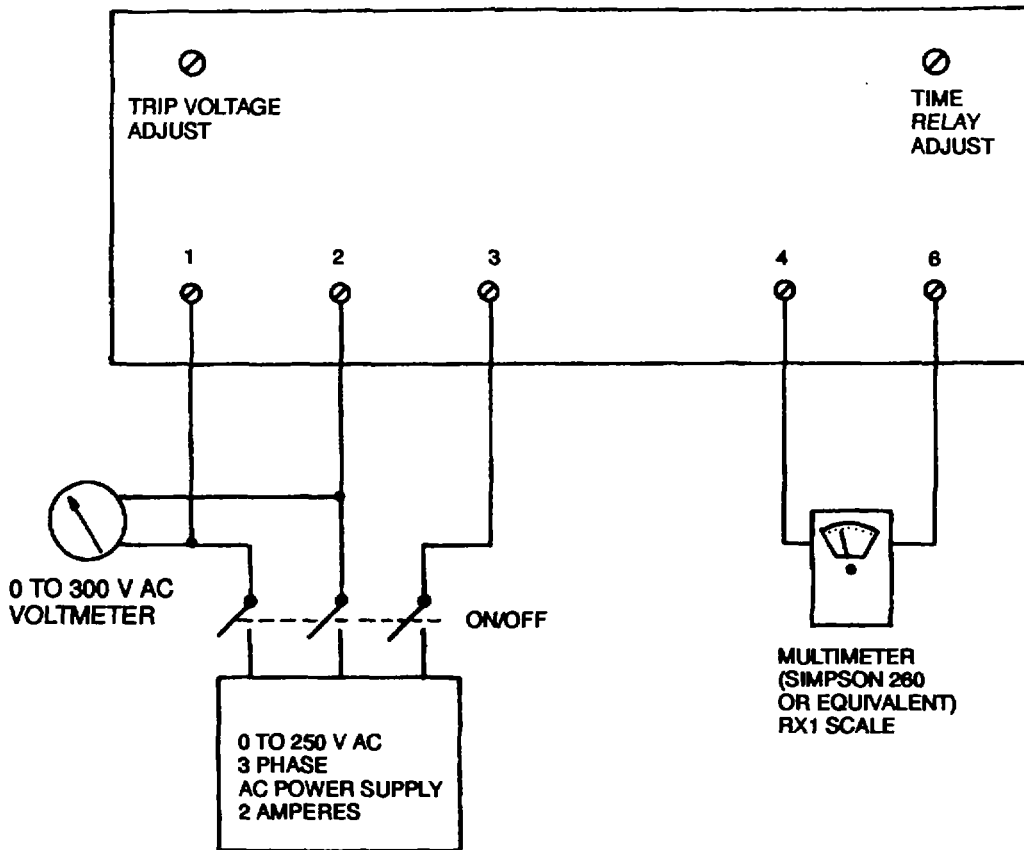 TRIP VOLTAGE
ADJUST
TIME
RELAY
ADJUST
1
2
3
4
6
0 TO 300 V AC
VOLTMETER
ON/OFF
MULTIMETER
(SIMPSON 260
OR EQUIVALENT)
RX1 SCALE
0 TO 250 V AC
3 PHASE
AC POWER SUPPLY
2 AMPERES